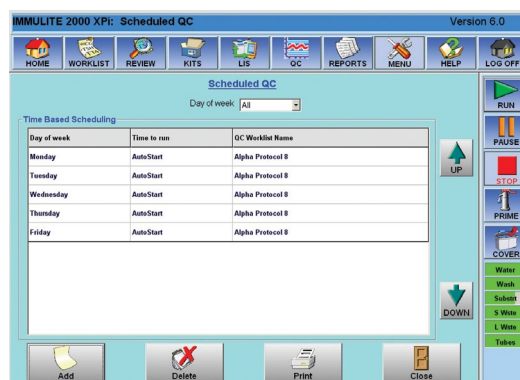 IMMULITE 2000 XPi: Scheduled QC Version 6.0
HOME WORKLIST REVIEW KITS LIS QC REPORTS MENU HELP LOG OFF
Scheduled QC
Day of week All
Time Based Scheduling
Day of week Time to run QC Worklist Name
Monday AutoStart Alpha Protocol 8
Tuesday AutoStart Alpha Protocol 8
Wednesday AutoStart Alpha Protocol 8
Thursday AutoStart Alpha Protocol 8
Friday AutoStart Alpha Protocol 8
UP
DOWN
Add Delete Print Close
RUN
PAUSE
STOP
PRIME
COVER
Water
Wash
Substrt
S Wste
L Wste
Tubes